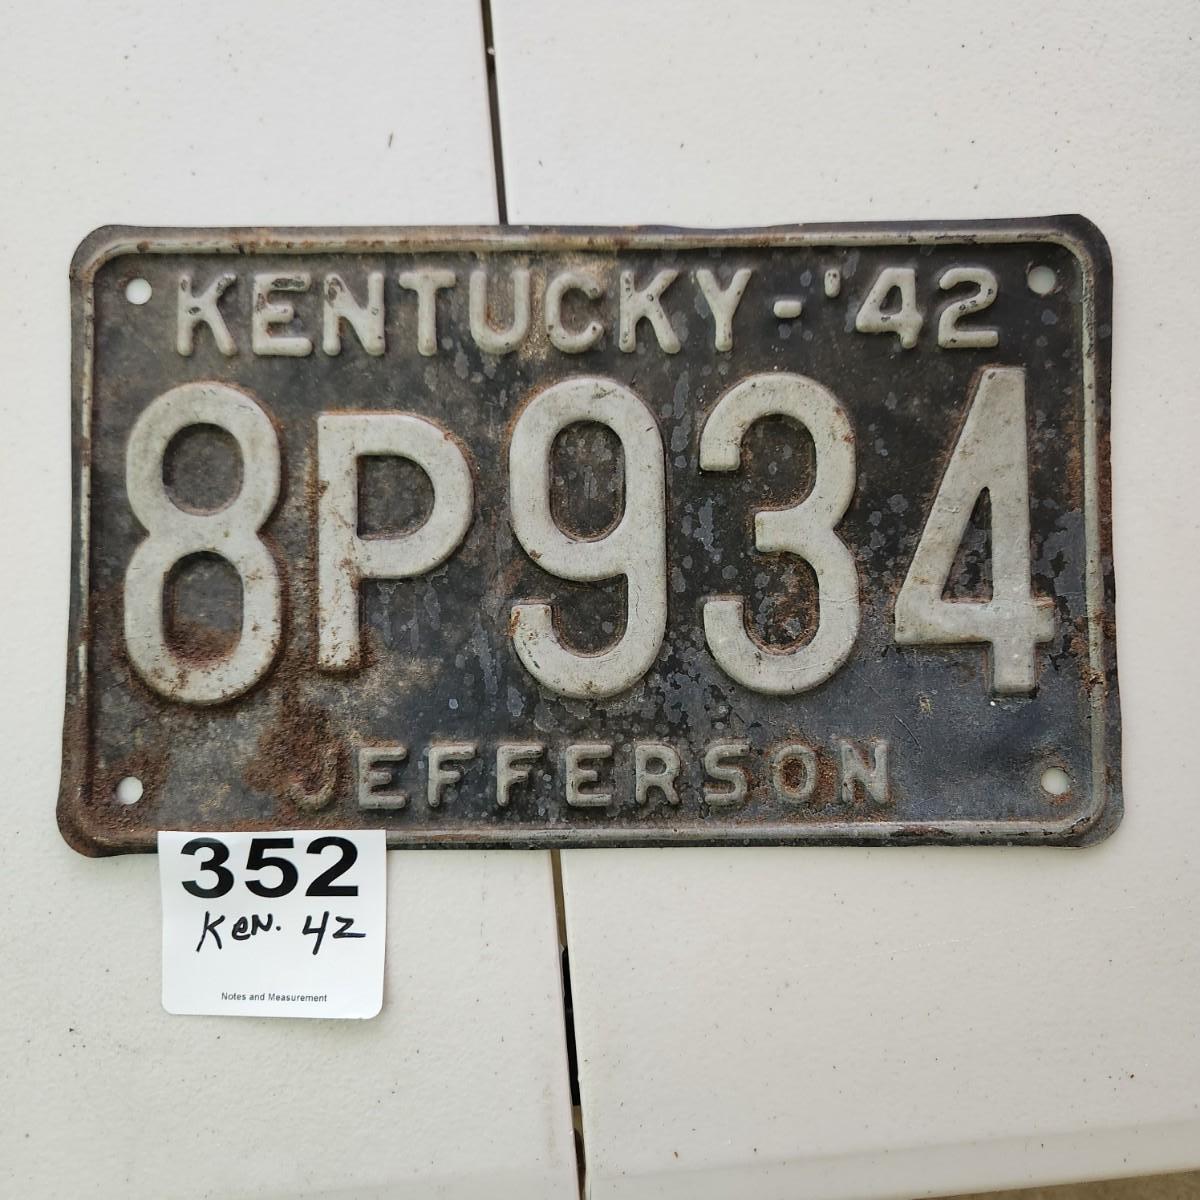 KENTUCKY-'42
8P934
JEFFERSON
352
Ken. 42
Notes and Measurement